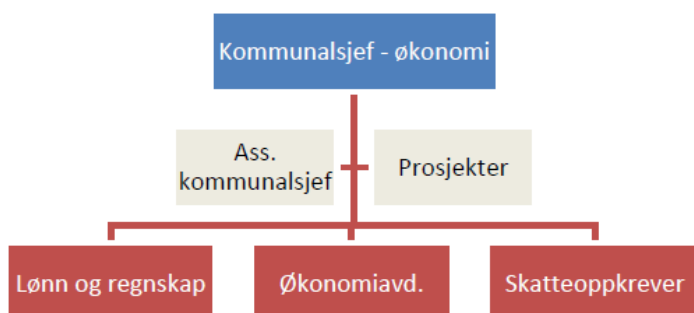 Kommunalsjef - økonomi
Ass.
kommunalsjef
Prosjekter
Lønn og regnskap
Økonomiavd.
Skatteoppkrever